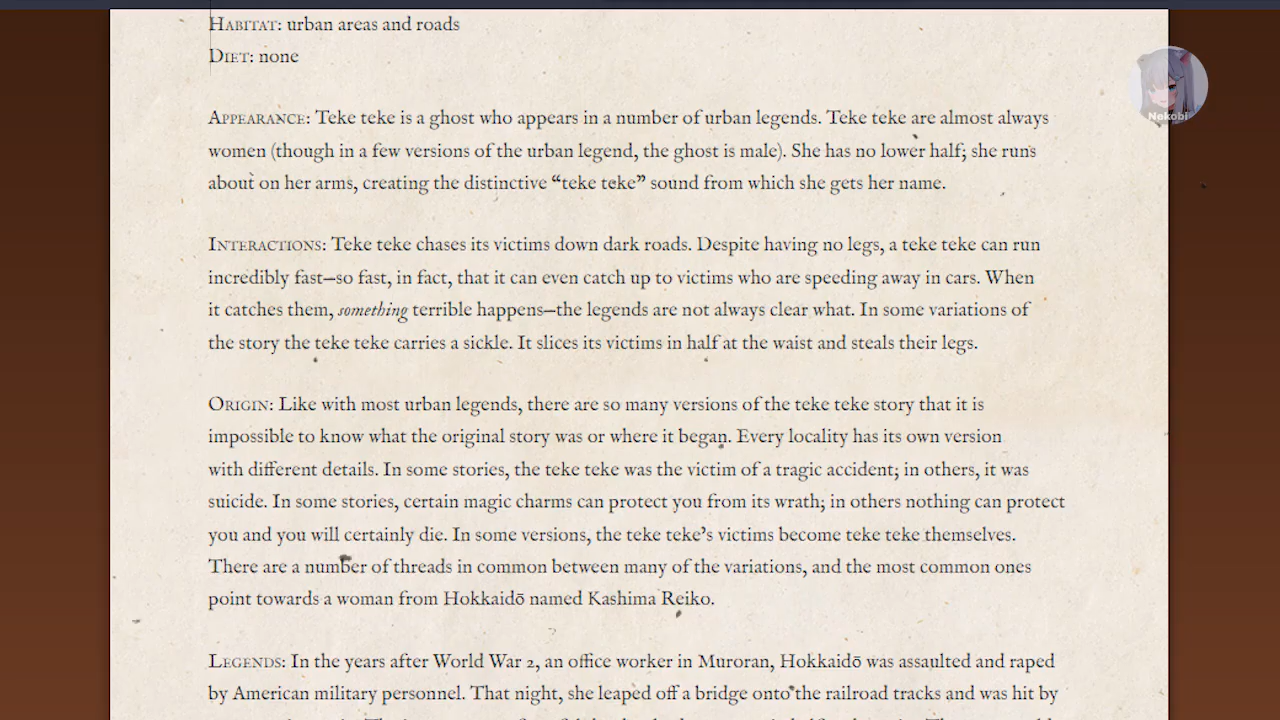 Habitat: urban areas and roads
Diet: none
Appearance: Teke teke is a ghost who appears in a number of urban legends. Teke teke are almost always
women (though in a few versions of the urban legend, the ghost is male). She has no lower half; she runs
about on her arms, creating the distinctive “teke teke” sound from which she gets her name.
Interactions: Teke teke chases its victims down dark roads. Despite having no legs, a teke teke can run
incredibly fast—so fast, in fact, that it can even catch up to victims who are speeding away in cars. When
it catches them, something terrible happens—the legends are not always clear what. In some variations of
the story the teke teke carries a sickle. It slices its victims in half at the waist and steals their legs.
Origin: Like with most urban legends, there are so many versions of the teke teke story that it is
impossible to know what the original story was or where it began. Every locality has its own version
with different details. In some stories, the teke teke was the victim of a tragic accident; in others, it was
suicide. In some stories, certain magic charms can protect you from its wrath; in others nothing can protect
you and you will certainly die. In some versions, the teke teke’s victims become teke teke themselves.
There are a number of threads in common between many of the variations, and the most common ones
point towards a woman from Hokkaidō named Kashima Reiko.
Legends: In the years after World War 2, an office worker in Muroran, Hokkaidō was assaulted and raped
by American military personnel. That night, she leaped off a bridge onto the railroad tracks and was hit by
Nekobi